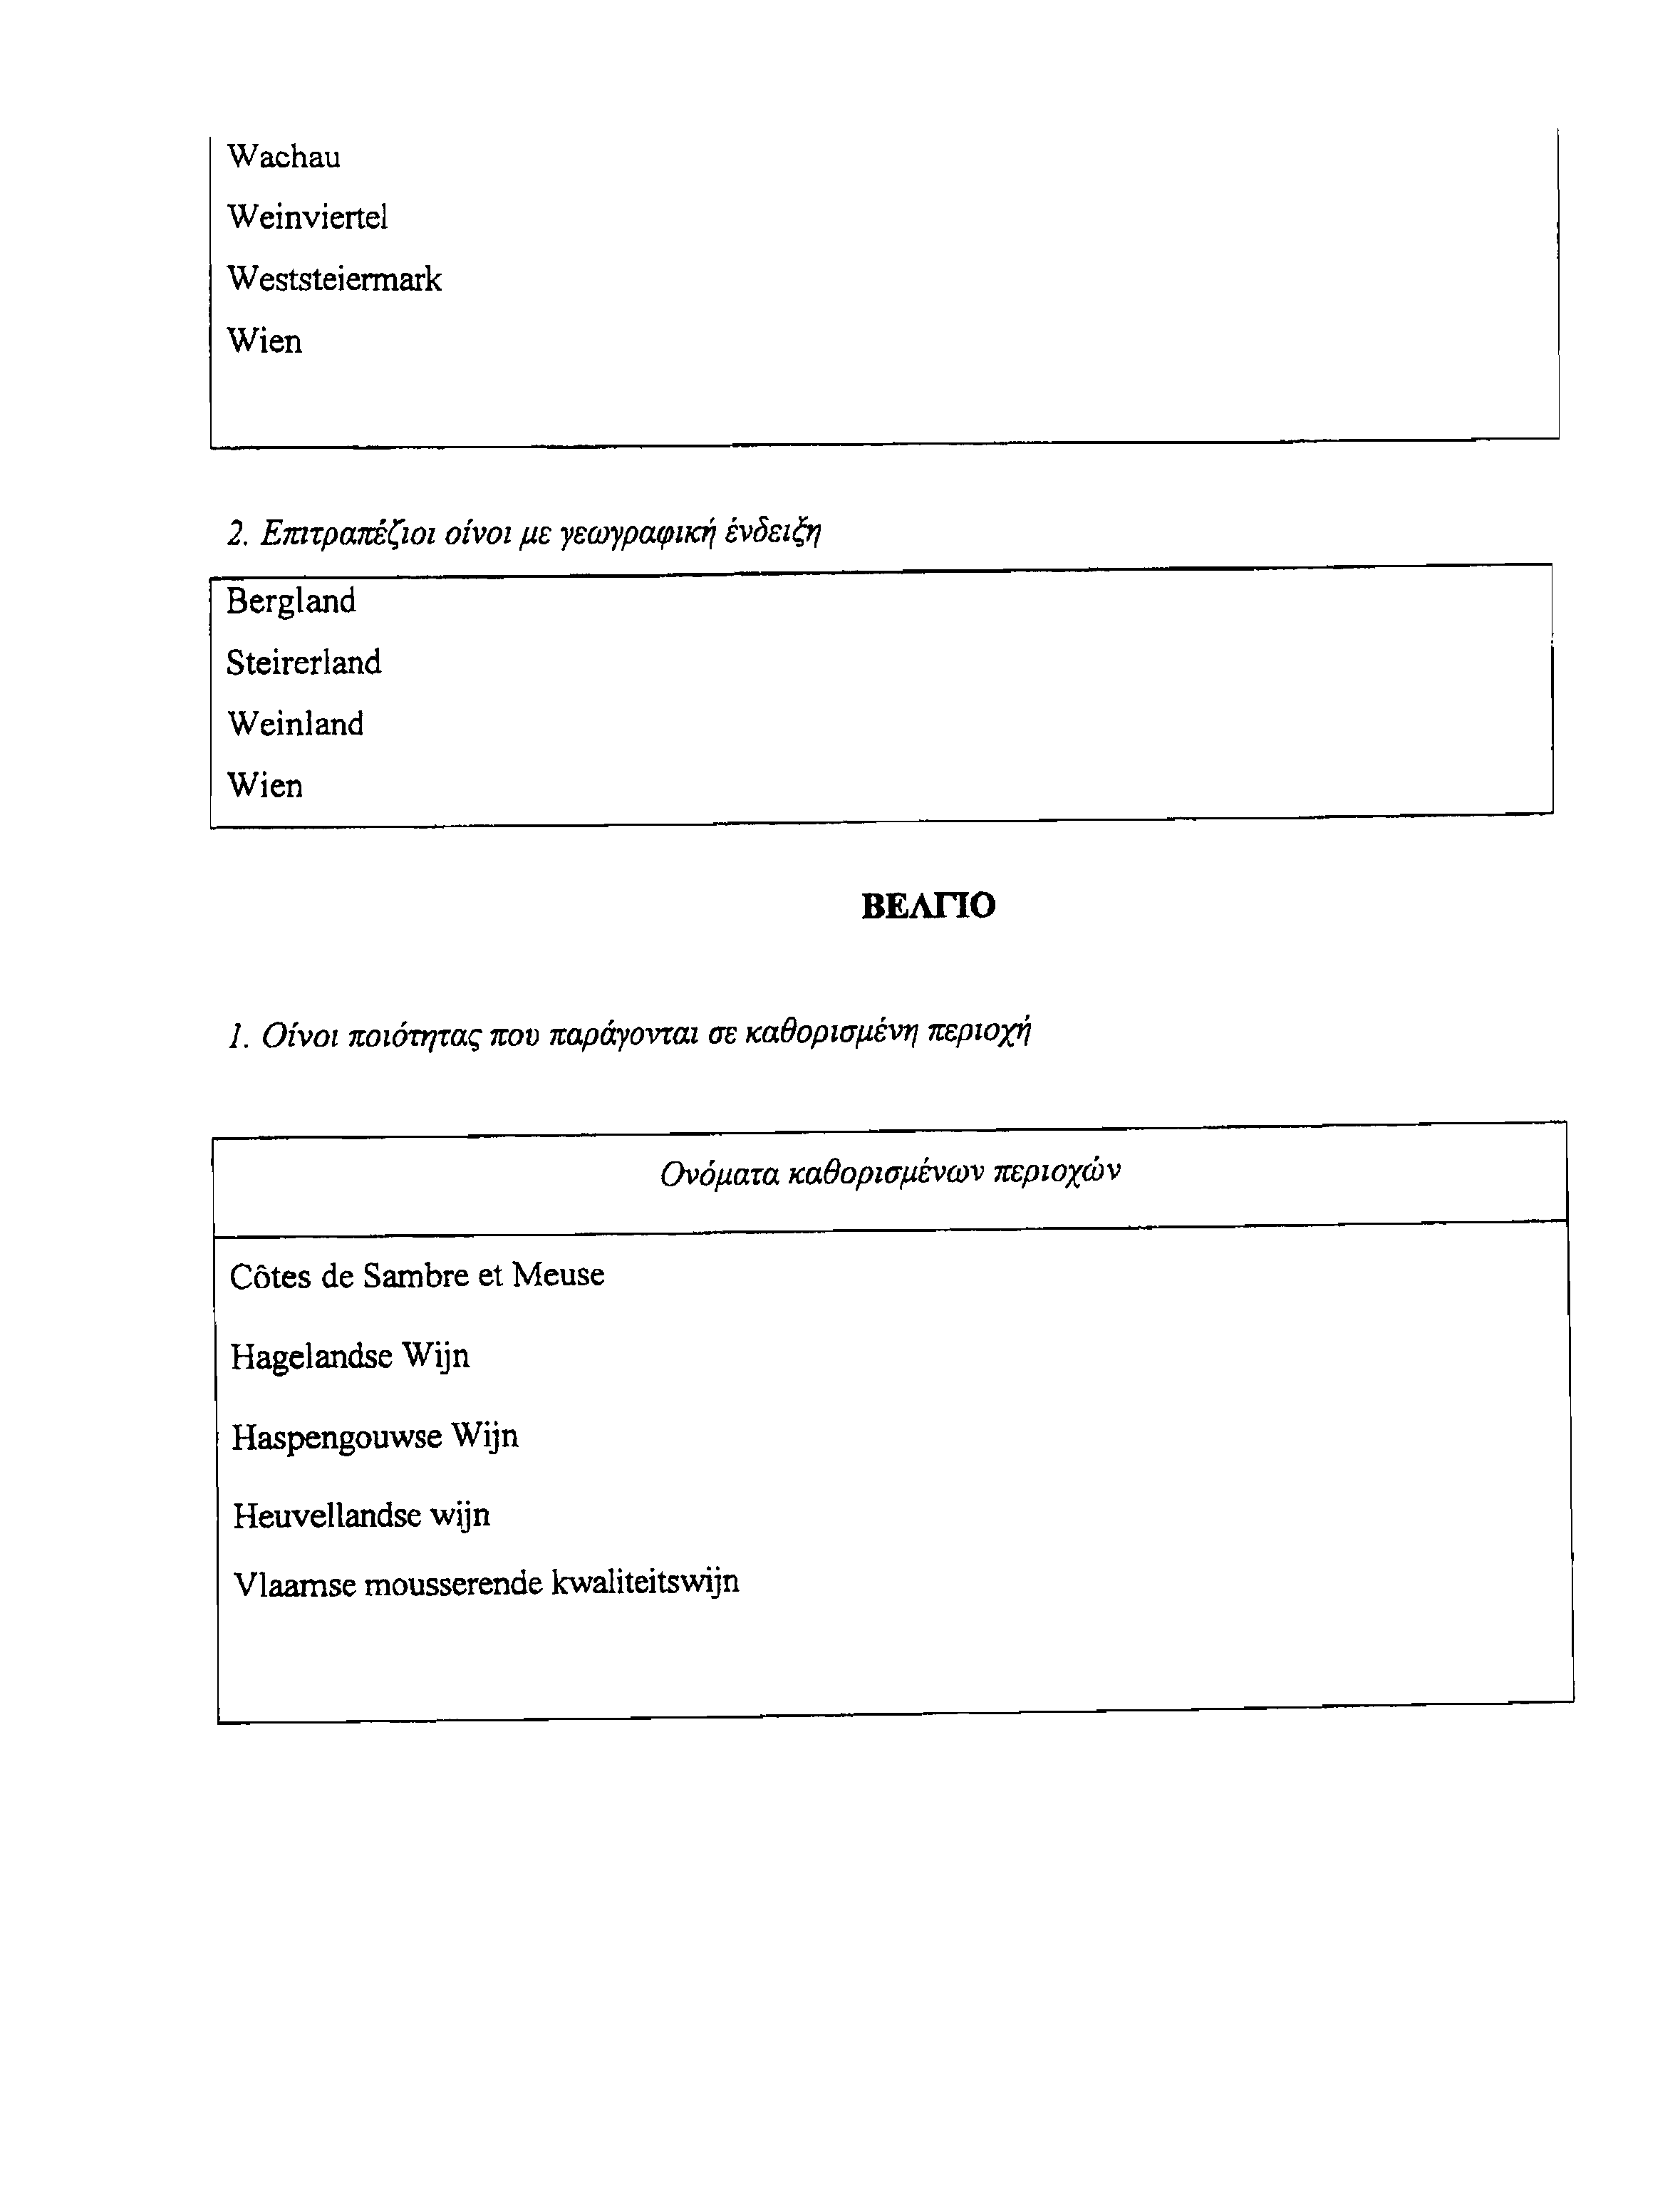 Wachau
Weinviertel
Weststeiermark
Wien
2. Επιτραπέζιοι οίνοι με γεωγραφική ένδειξη
Bergland
Steirerland
Weinland
Wien
ΒΕΛΓΙΟ
1. Οίνοι ποιότητας που παράγονται σε καθορισμένη περιοχή
Ονόματα καθορισμένων περιοχών
Côtes de Sambre et Meuse
Hagelandse Wijn
Haspengouwse Wijn
Heuvellandse wijn
Vlaamse mousserende kwaliteitswijn